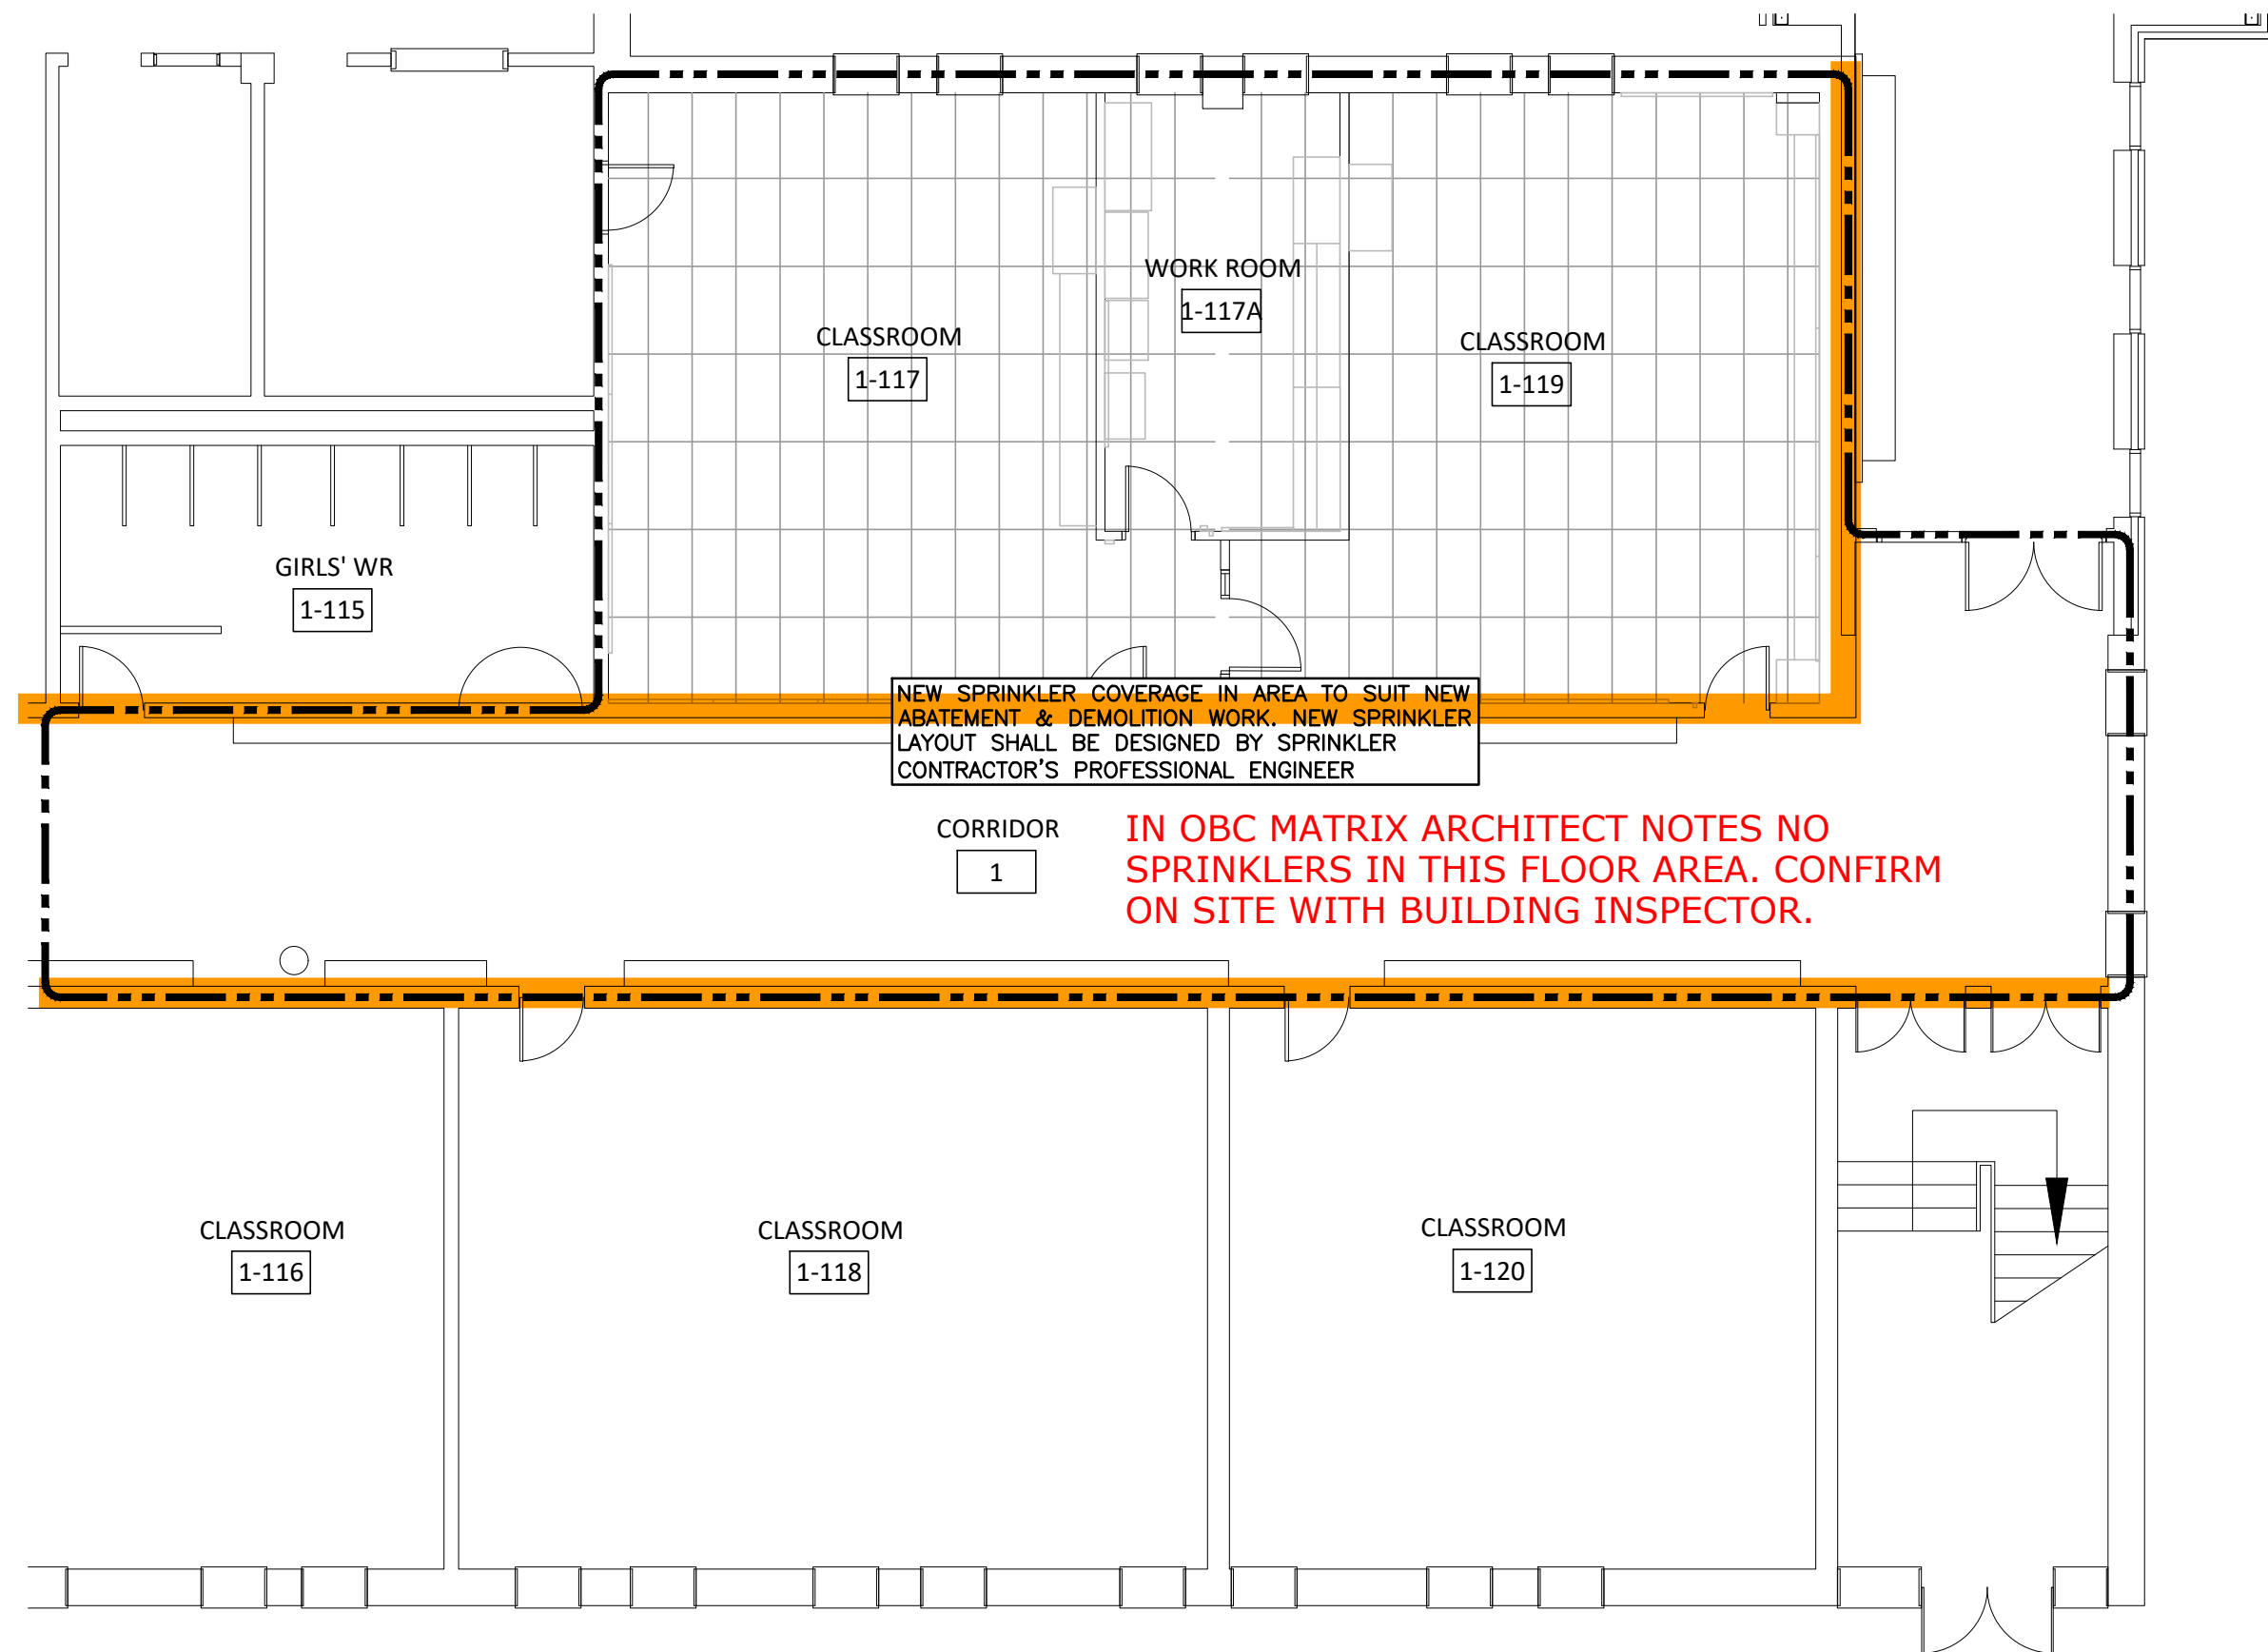 WORK ROOM
1-117A
CLASSROOM
1-117
CLASSROOM
1-119
GIRLS' WR
1-115
NEW SPRINKLER COVERAGE IN AREA TO SUIT NEW
ABATEMENT & DEMOLITION WORK. NEW SPRINKLER
LAYOUT SHALL BE DESIGNED BY SPRINKLER
CONTRACTOR'S PROFESSIONAL ENGINEER
CORRIDOR
1
IN OBC MATRIX ARCHITECT NOTES NO
SPRINKLERS IN THIS FLOOR AREA. CONFIRM
ON SITE WITH BUILDING INSPECTOR.
CLASSROOM
1-116
CLASSROOM
1-118
CLASSROOM
1-120